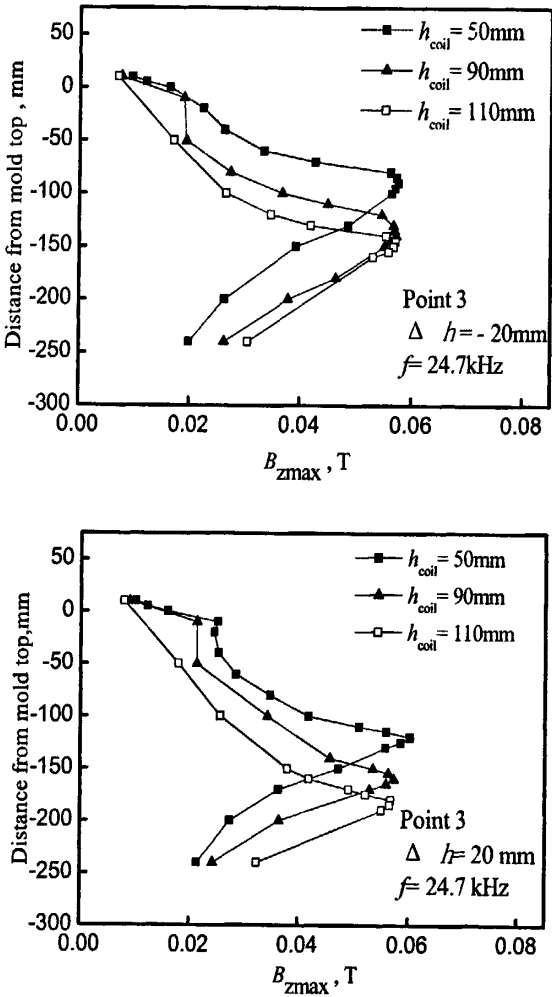 50
0
-50
-100
-150
-200
-250
-300
0.00 0.02 0.04 0.06 0.08
Distance from mold top , mm
B_zmax , T
h_coil = 50mm
h_coil = 90mm
h_coil = 110mm
Point 3
Δ h = - 20mm
f = 24.7kHz
50
0
-50
-100
-150
-200
-250
-300
0.00 0.02 0.04 0.06 0.08
Distance from mold top,mm
B_zmax , T
h_coil = 50mm
h_coil = 90mm
h_coil = 110mm
Point 3
Δ h= 20 mm
f = 24.7 kHz